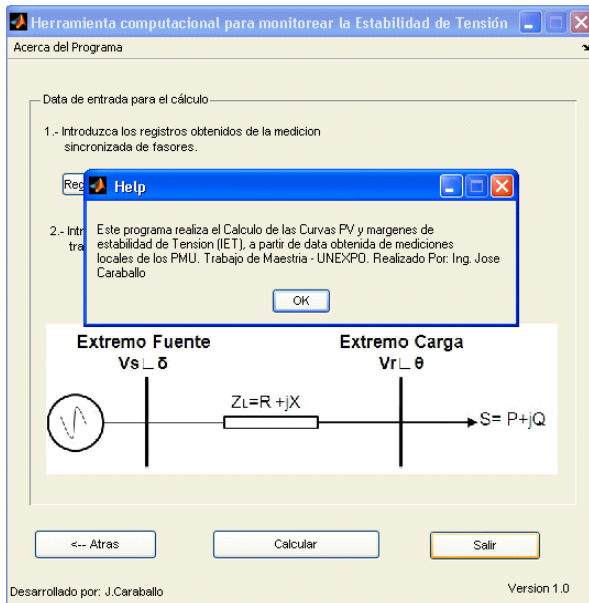 Herramienta computacional para monitorear la Estabilidad de Tensión
Acerca del Programa
Data de entrada para el cálculo
1.- Introduzca los registros obtenidos de la medicion
sincronizada de fasores.
Reg
Help
2.- Intr
tra
Este programa realiza el Calculo de las Curvas PV y margenes de
estabilidad de Tension (IET), a partir de data obtenida de mediciones
locales de los PMU. Trabajo de Maestria - UNEXPO. Realizado Por: Ing. Jose
Caraballo
OK
Extremo Fuente
Vs∟δ
Extremo Carga
Vr∟θ
ZL=R +jX
S= P+jQ
<-- Atras
Calcular
Salir
Desarrollado por: J.Caraballo
Version 1.0